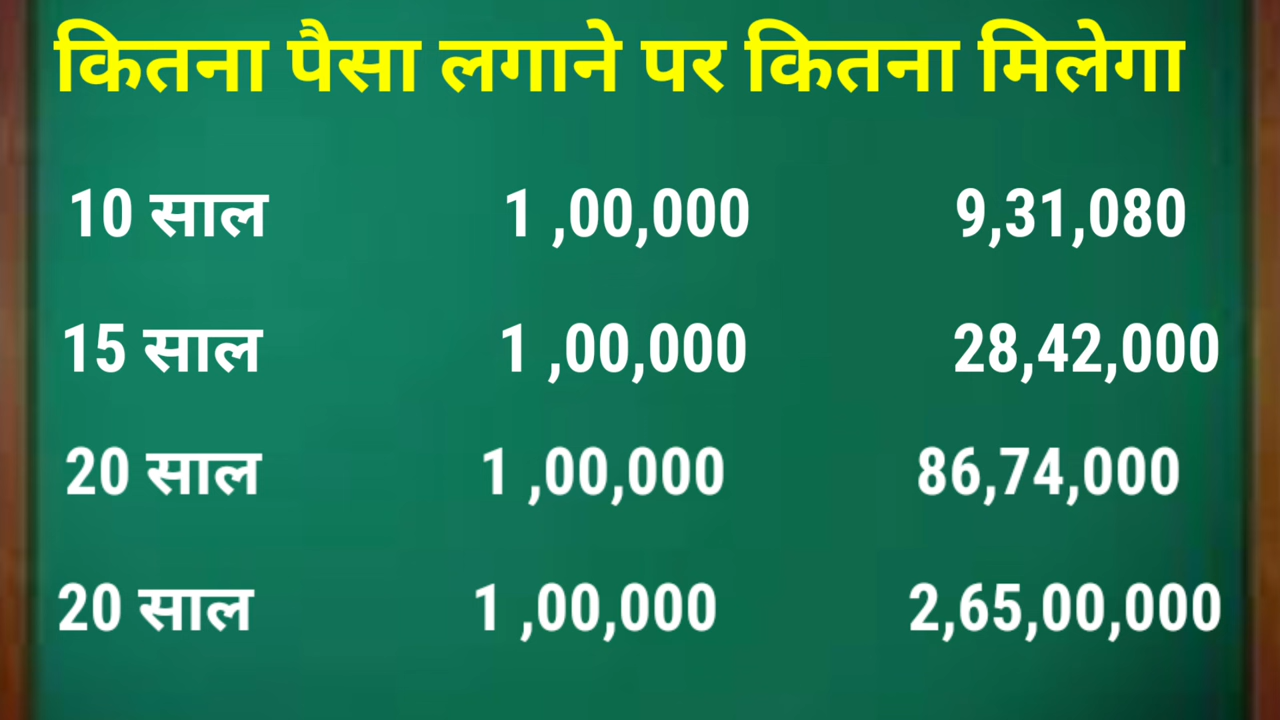 कितना पैसा लगाने पर कितना मिलेगा
10 साल 1 ,00,000 9,31,080
15 साल 1 ,00,000 28,42,000
20 साल 1 ,00,000 86,74,000
20 साल 1 ,00,000 2,65,00,000